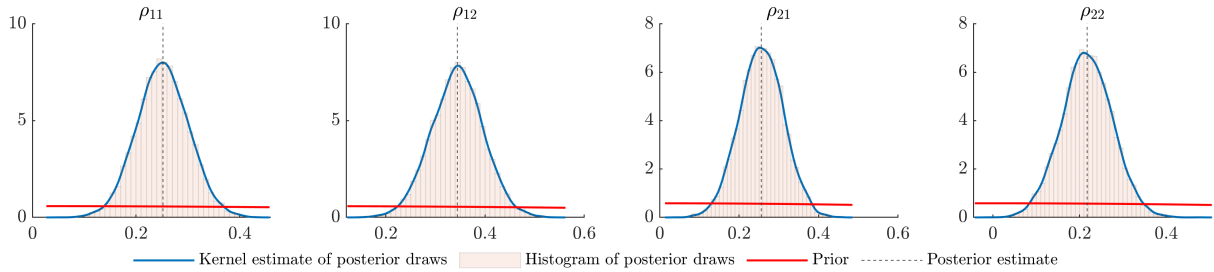 ρ11 ρ12 ρ21 ρ22
10 10 8 8
6 6
5 5 4 4
2 2
0 0 0 0
0 0.2 0.4 0.2 0.4 0.6 0 0.2 0.4 0.6 0 0.2 0.4
Kernel estimate of posterior draws Histogram of posterior draws Prior Posterior estimate